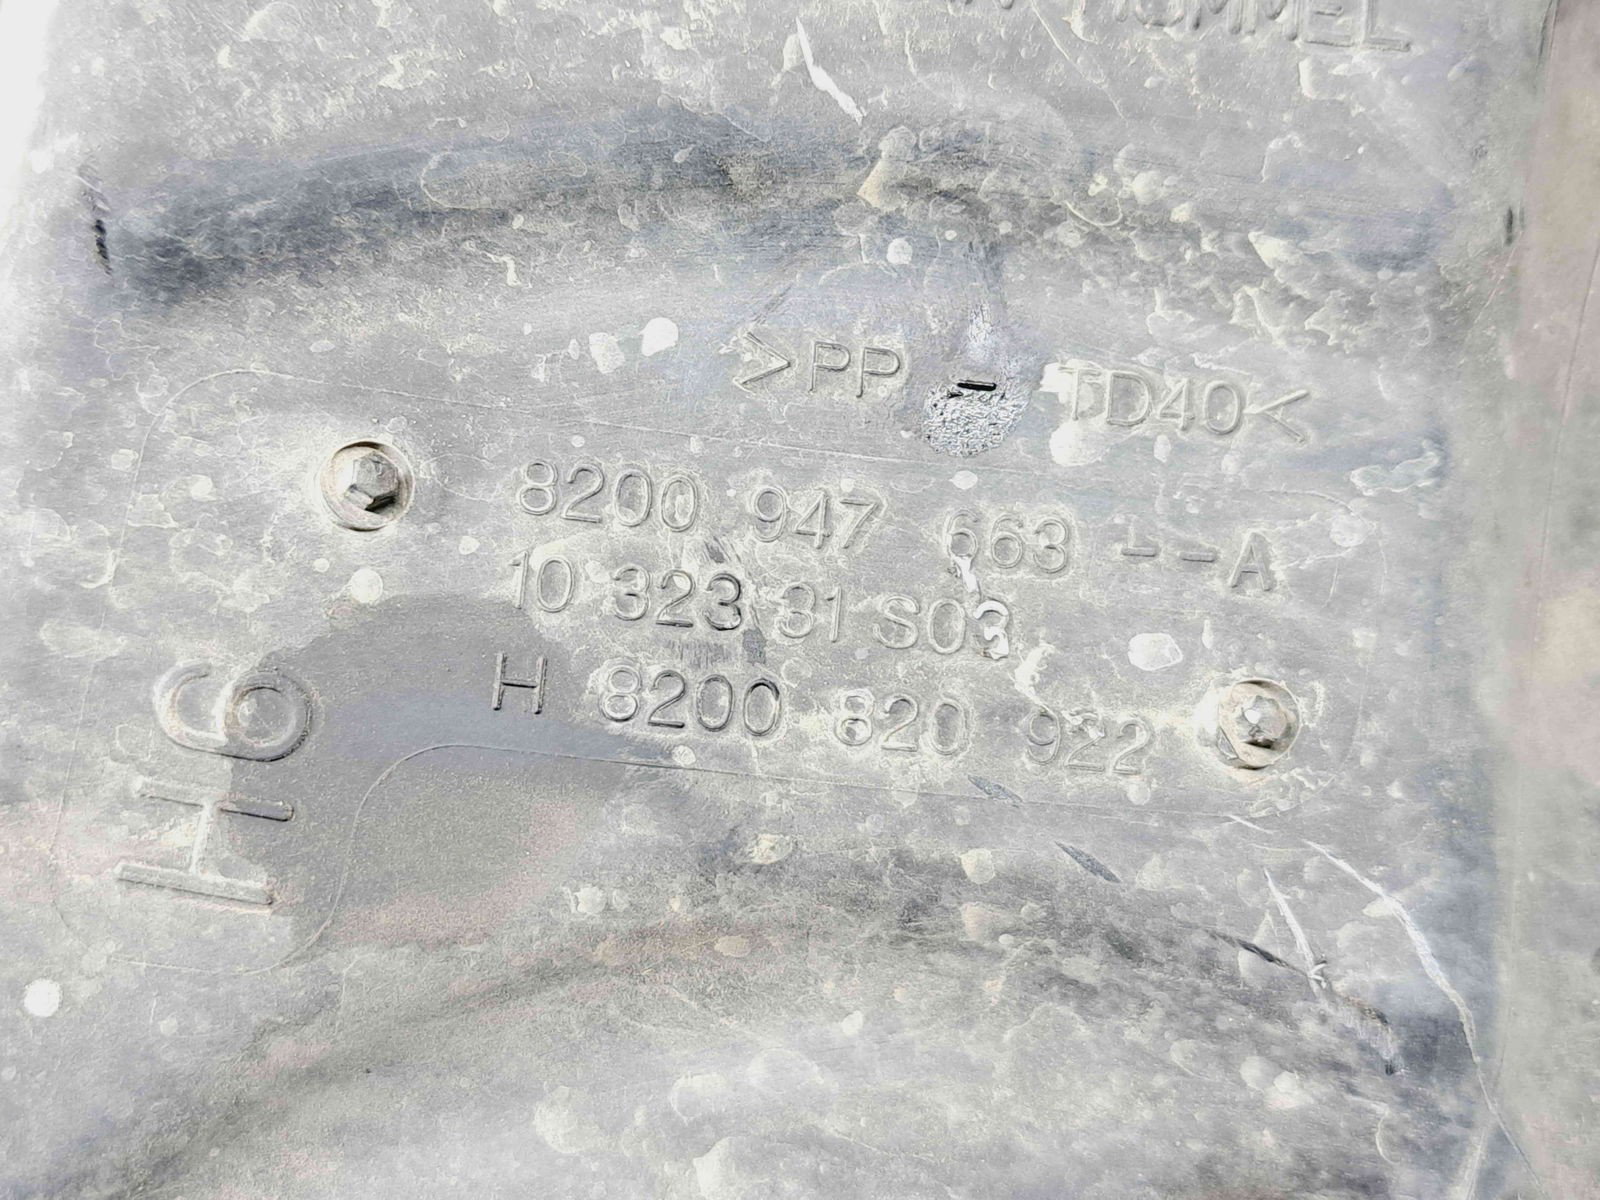 >PP - TD40<
8200 947 663 --A
10 323 31 S03
H 8200 820 922
H6